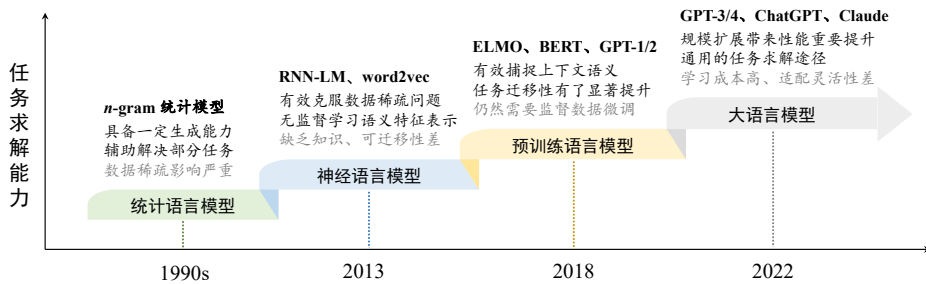 任务求解能力
n-gram 统计模型
具备一定生成能力
辅助解决部分任务
数据稀疏影响严重
统计语言模型
1990s
RNN-LM、word2vec
有效克服数据稀疏问题
无监督学习语义特征表示
缺乏知识、可迁移性差
神经语言模型
2013
ELMO、BERT、GPT-1/2
有效捕捉上下文语义
任务迁移性有了显著提升
仍然需要监督数据微调
预训练语言模型
2018
GPT-3/4、ChatGPT、Claude
规模扩展带来性能重要提升
通用的任务求解途径
学习成本高、适配灵活性差
大语言模型
2022